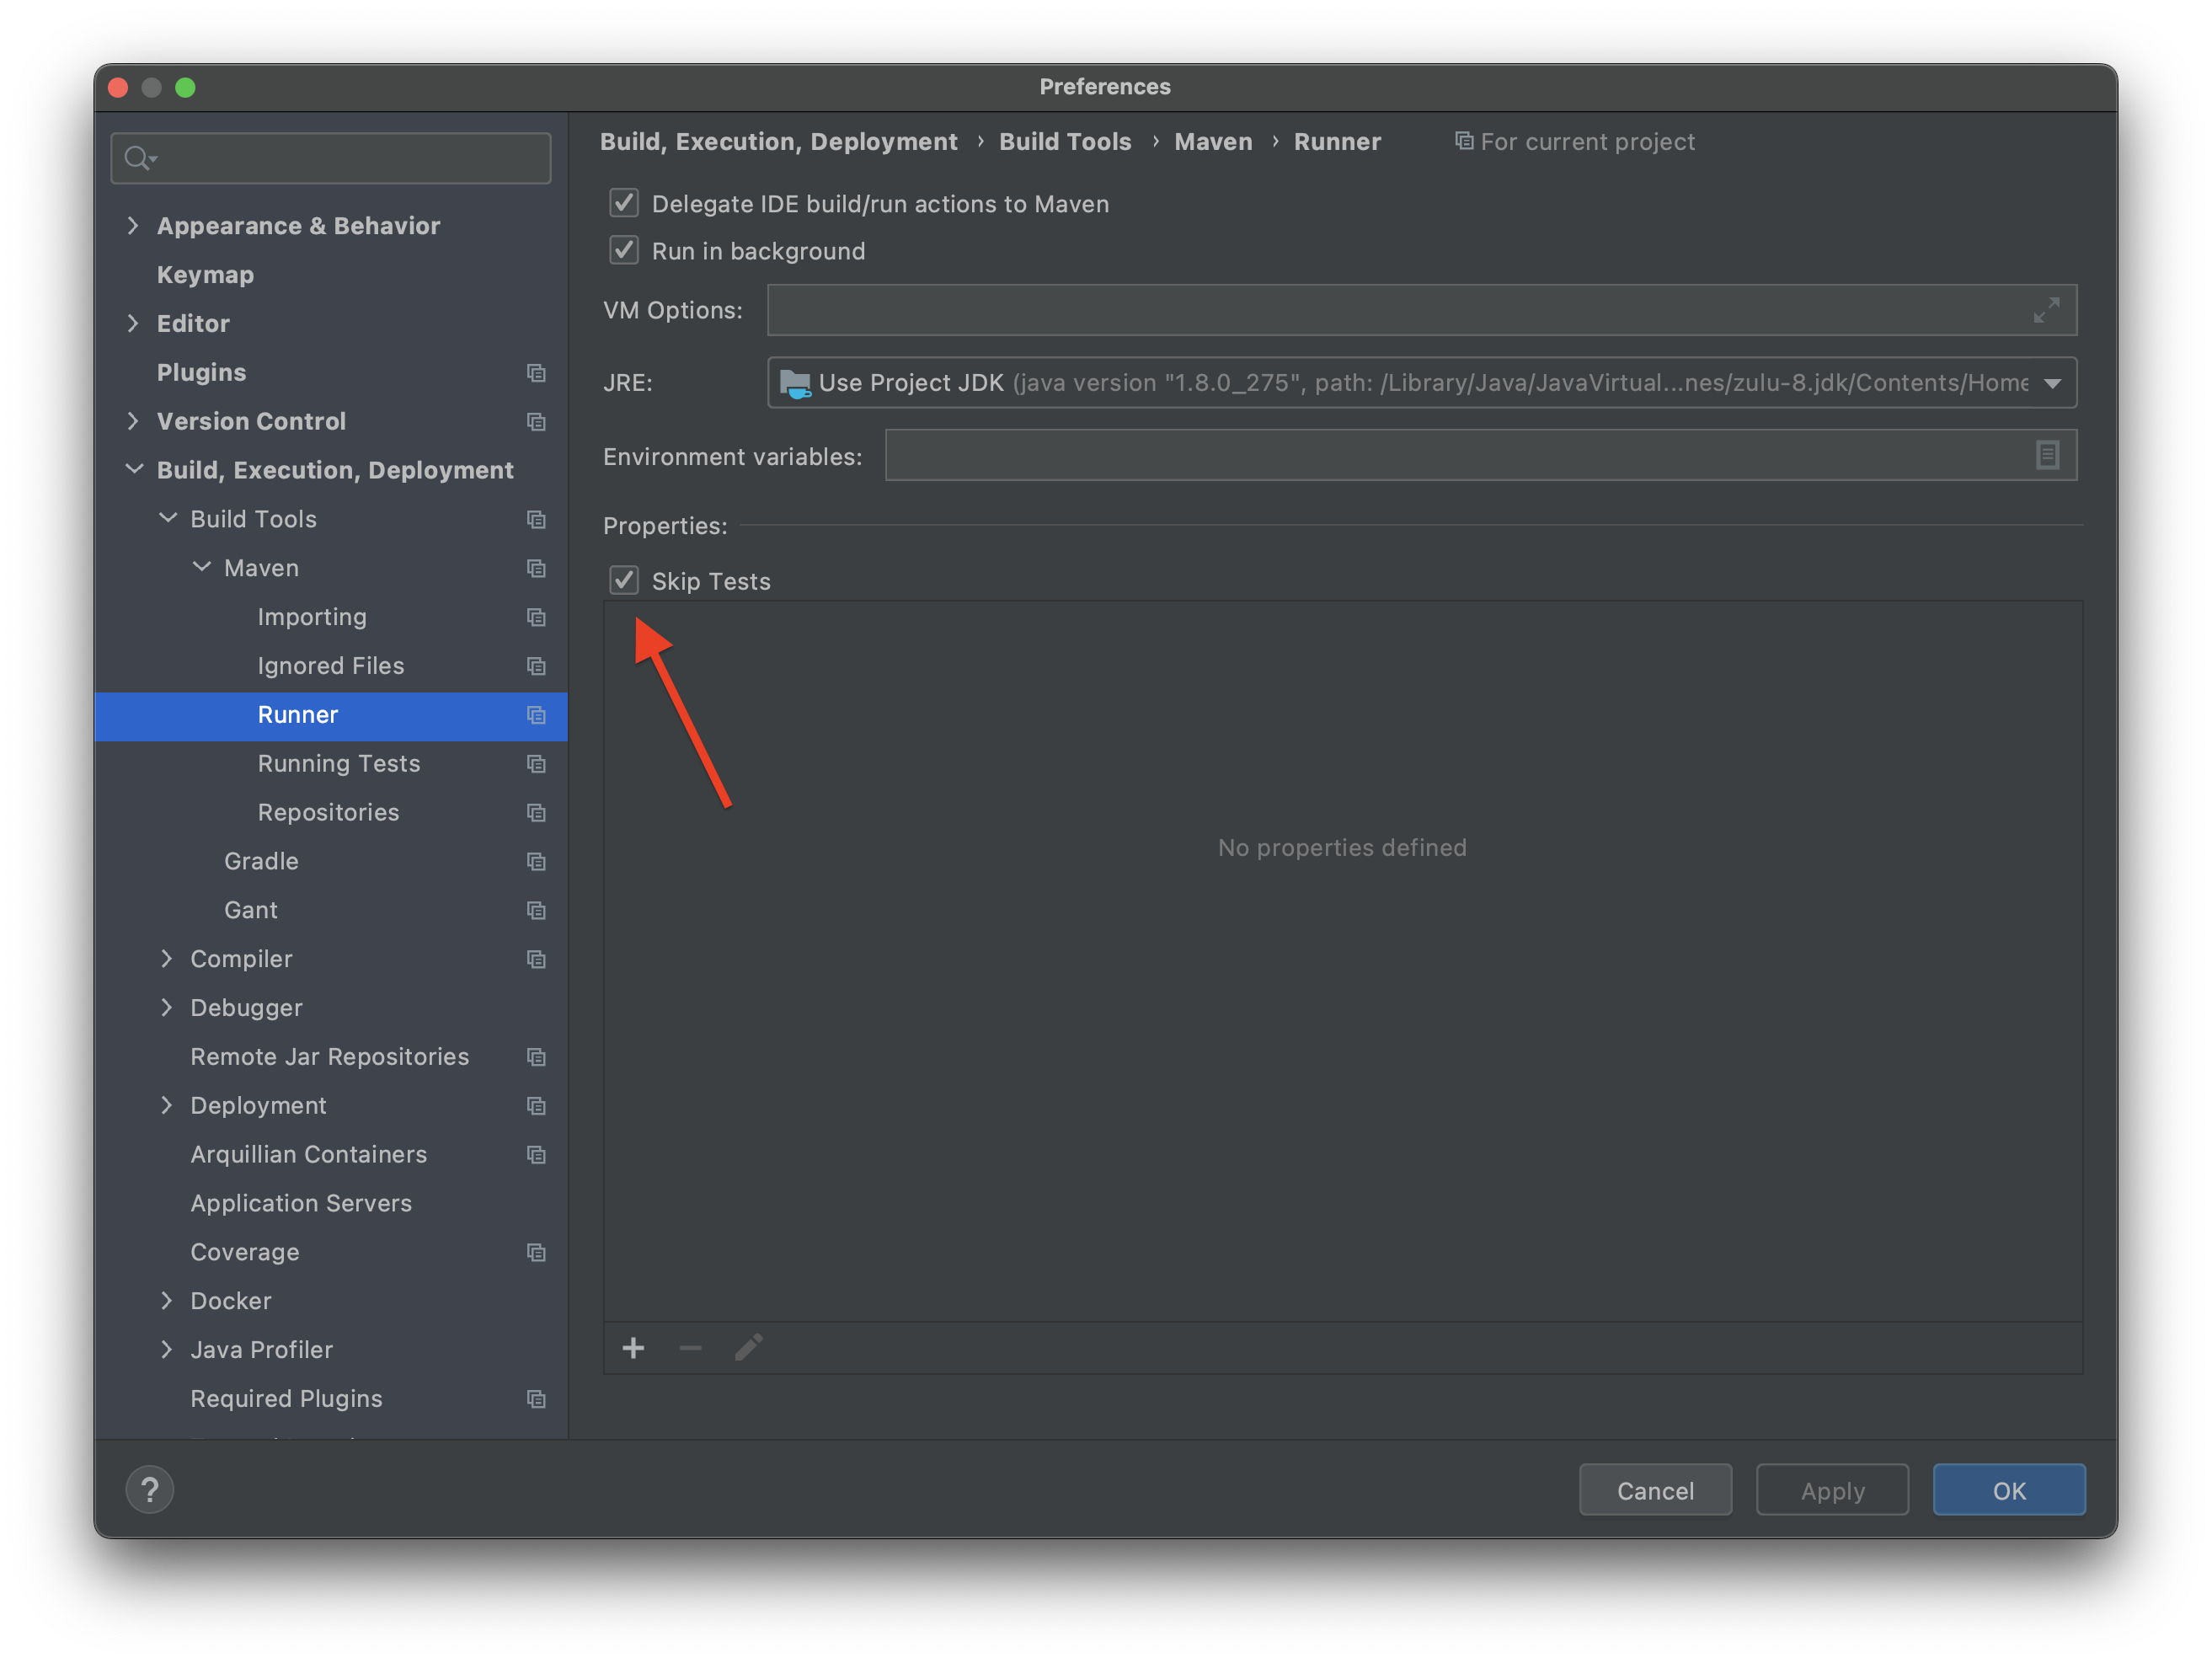 Preferences
Build, Execution, Deployment › Build Tools › Maven › Runner For current project
Appearance & Behavior
Keymap
Editor
Plugins
Version Control
Build, Execution, Deployment
Build Tools
Maven
Importing
Ignored Files
Runner
Running Tests
Repositories
Gradle
Gant
Compiler
Debugger
Remote Jar Repositories
Deployment
Arquillian Containers
Application Servers
Coverage
Docker
Java Profiler
Required Plugins
Delegate IDE build/run actions to Maven
Run in background
VM Options:
JRE: Use Project JDK (java version "1.8.0_275", path: /Library/Java/JavaVirtual...nes/zulu-8.jdk/Contents/Home
Environment variables:
Properties:
Skip Tests
No properties defined
?
Cancel Apply OK